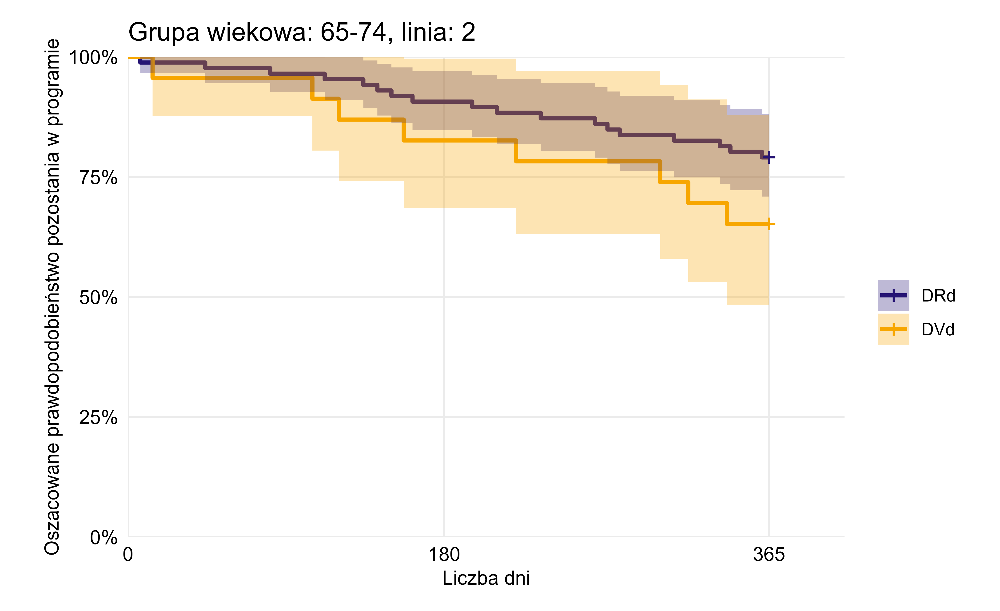 Grupa wiekowa: 65-74, linia: 2
Oszacowane prawdopodobieństwo pozostania w programie
100%
75%
50%
25%
0%
0
180
365
Liczba dni
DRd
DVd